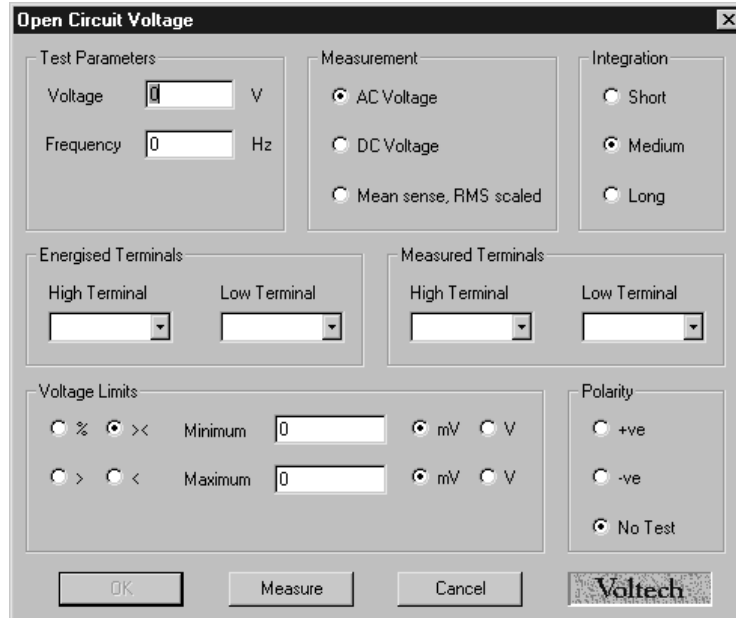 Open Circuit Voltage
Test Parameters
Voltage 0 V
Frequency 0 Hz
Measurement
AC Voltage
DC Voltage
Mean sense, RMS scaled
Integration
Short
Medium
Long
Energised Terminals
High Terminal Low Terminal
Measured Terminals
High Terminal Low Terminal
Voltage Limits
% >< Minimum 0 mV V
> < Maximum 0 mV V
Polarity
+ve
-ve
No Test
OK Measure Cancel Voltech